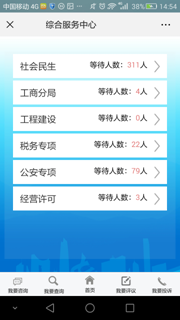 中国移动 4G 38% 14:54
综合服务中心
社会民生 等待人数：311人
工商分局 等待人数：4人
工程建设 等待人数：0人
税务专项 等待人数：22人
公安专项 等待人数：79人
经营许可 等待人数：3人
我要咨询 我要查询 首页 我要评议 我要投诉